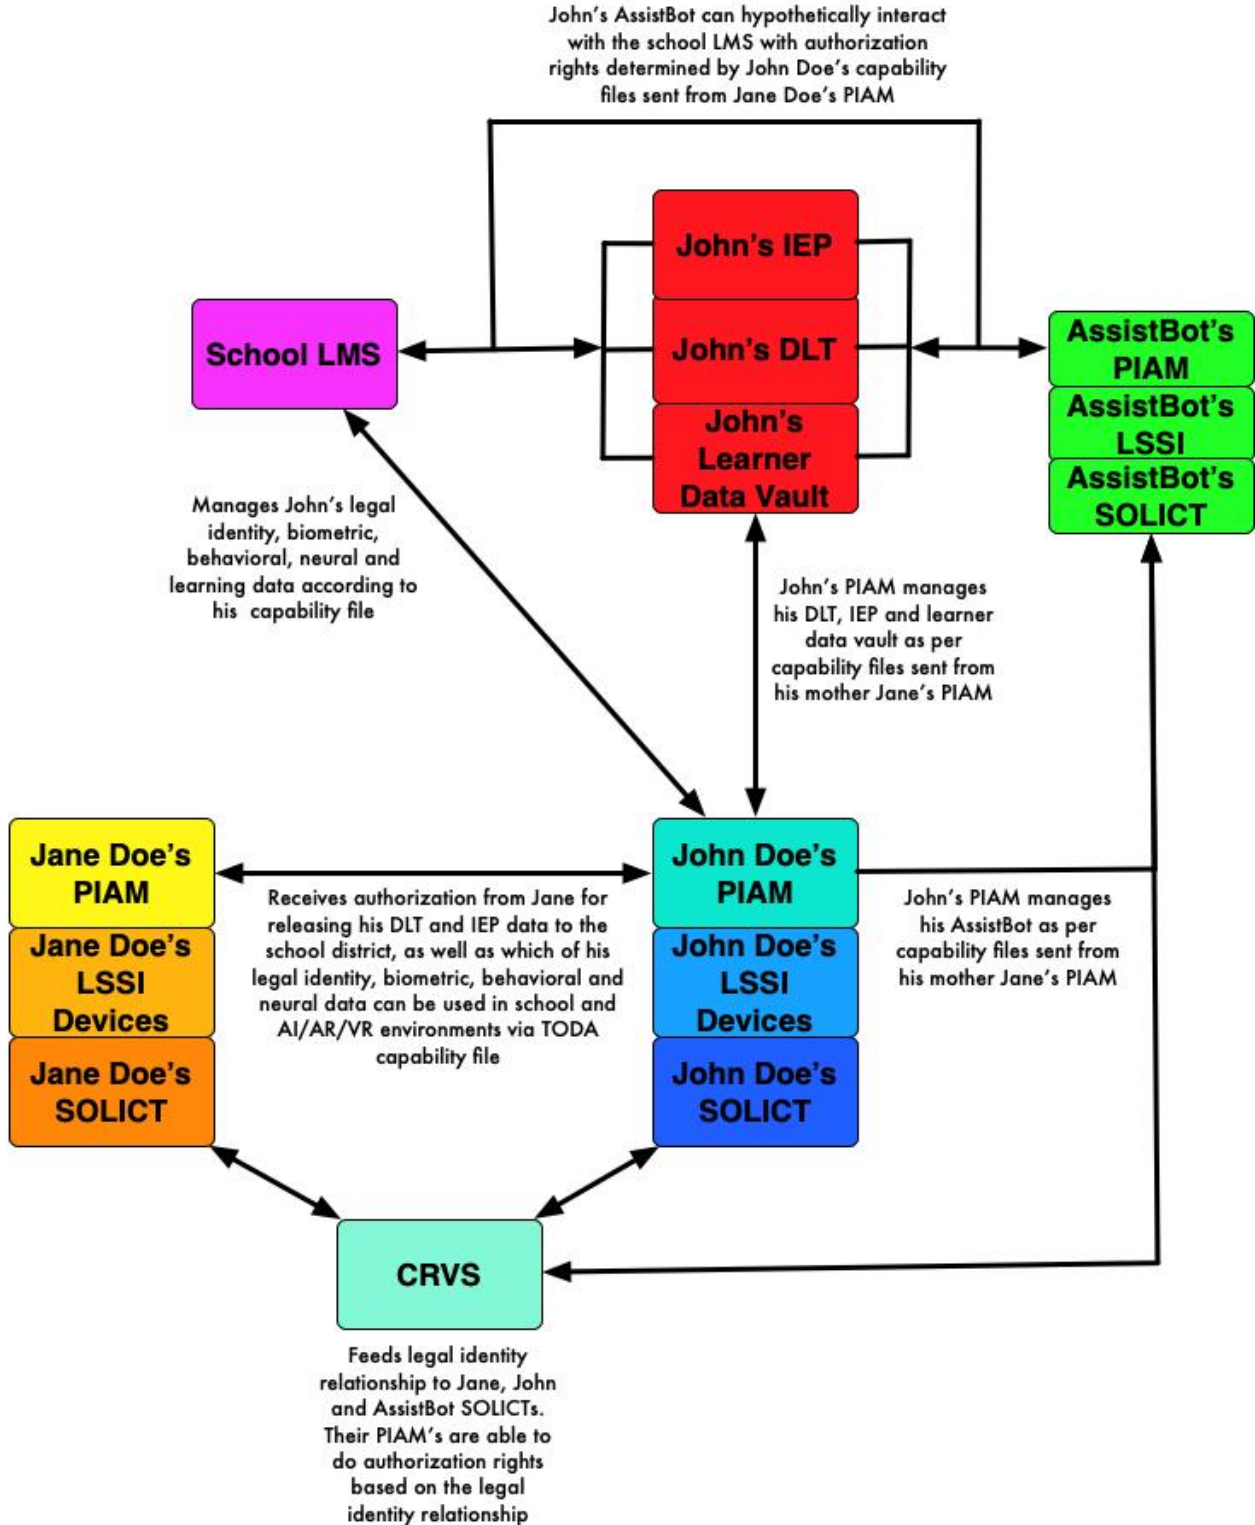 John’s AssistBot can hypothetically interact
with the school LMS with authorization
rights determined by John Doe’s capability
files sent from Jane Doe’s PIAM
John’s IEP
School LMS
John’s DLT
AssistBot’s
PIAM
AssistBot’s
LSSI
AssistBot’s
SOLICT
John’s
Learner
Data Vault
Manages John’s legal
identity, biometric,
behavioral, neural and
learning data according to
his capability file
John’s PIAM manages
his DLT, IEP and learner
data vault as per
capability files sent from
his mother Jane’s PIAM
Jane Doe’s
PIAM
Jane Doe’s
LSSI
Devices
Jane Doe’s
SOLICT
Receives authorization from Jane for
releasing his DLT and IEP data to the
school district, as well as which of his
legal identity, biometric, behavioral and
neural data can be used in school and
AI/AR/VR environments via TODA
capability file
John Doe’s
PIAM
John Doe’s
LSSI
Devices
John Doe’s
SOLICT
John’s PIAM manages
his AssistBot as per
capability files sent from
his mother Jane’s PIAM
CRVS
Feeds legal identity
relationship to Jane, John
and AssistBot SOLICTs.
Their PIAM’s are able to
do authorization rights
based on the legal
identity relationship